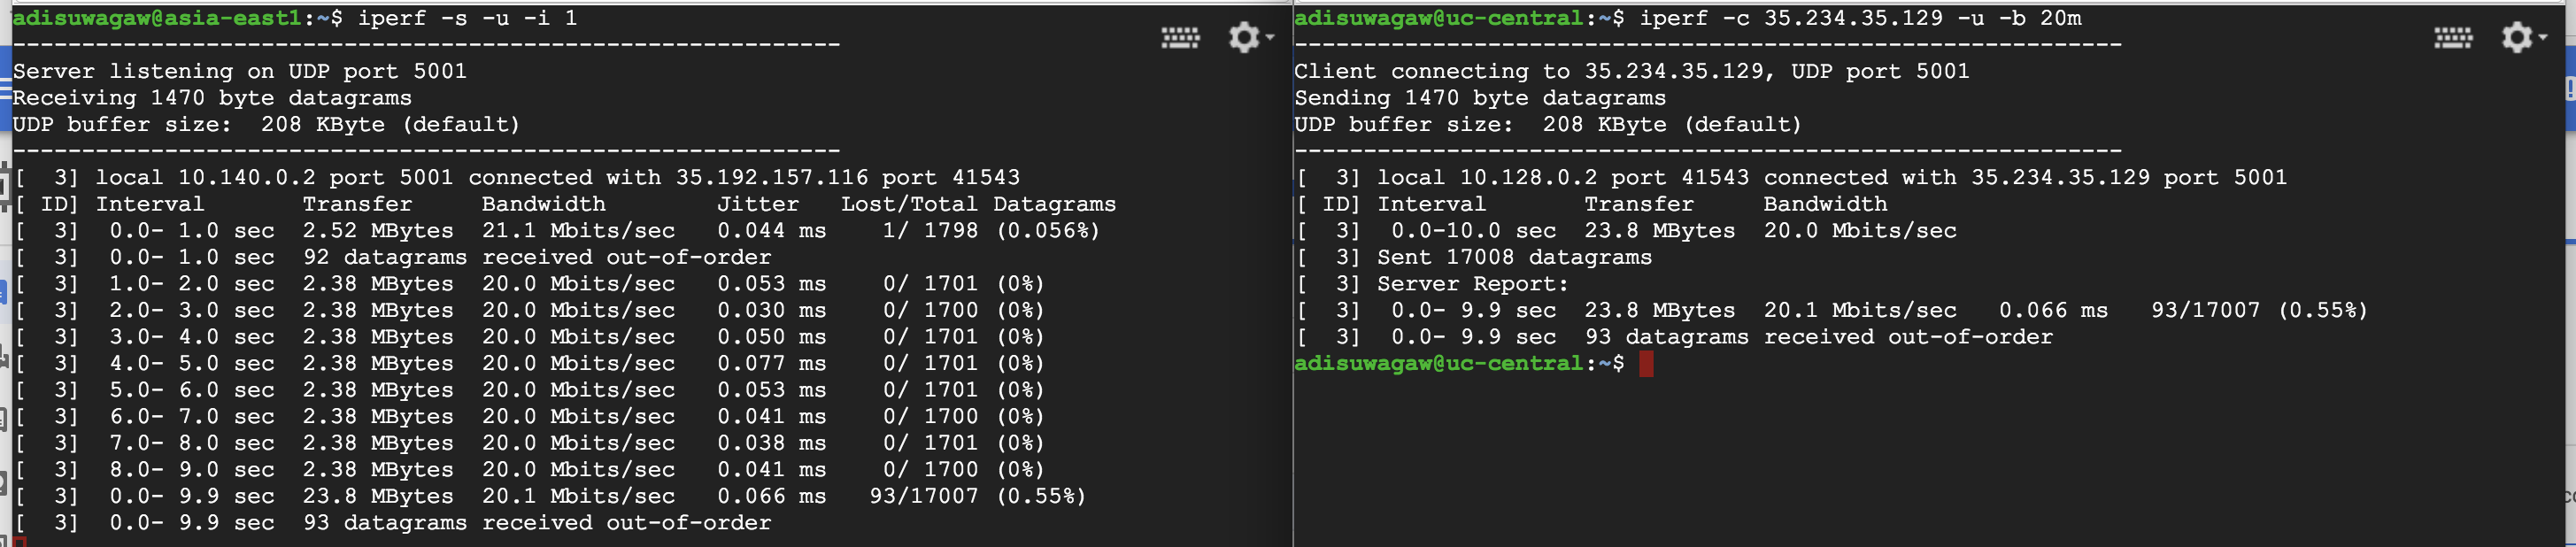 adisuwagaw@asia-east1:~$ iperf -s -u -i 1
------------------------------------------------------------
Server listening on UDP port 5001
Receiving 1470 byte datagrams
UDP buffer size:  208 KByte (default)
------------------------------------------------------------
[  3] local 10.140.0.2 port 5001 connected with 35.192.157.116 port 41543
[ ID] Interval       Transfer     Bandwidth        Jitter   Lost/Total Datagrams
[  3]  0.0- 1.0 sec  2.52 MBytes  21.1 Mbits/sec   0.044 ms    1/ 1798 (0.056%)
[  3]  0.0- 1.0 sec  92 datagrams received out-of-order
[  3]  1.0- 2.0 sec  2.38 MBytes  20.0 Mbits/sec   0.053 ms    0/ 1701 (0%)
[  3]  2.0- 3.0 sec  2.38 MBytes  20.0 Mbits/sec   0.030 ms    0/ 1700 (0%)
[  3]  3.0- 4.0 sec  2.38 MBytes  20.0 Mbits/sec   0.050 ms    0/ 1701 (0%)
[  3]  4.0- 5.0 sec  2.38 MBytes  20.0 Mbits/sec   0.077 ms    0/ 1701 (0%)
[  3]  5.0- 6.0 sec  2.38 MBytes  20.0 Mbits/sec   0.053 ms    0/ 1701 (0%)
[  3]  6.0- 7.0 sec  2.38 MBytes  20.0 Mbits/sec   0.041 ms    0/ 1700 (0%)
[  3]  7.0- 8.0 sec  2.38 MBytes  20.0 Mbits/sec   0.038 ms    0/ 1701 (0%)
[  3]  8.0- 9.0 sec  2.38 MBytes  20.0 Mbits/sec   0.041 ms    0/ 1700 (0%)
[  3]  0.0- 9.9 sec  23.8 MBytes  20.1 Mbits/sec   0.066 ms   93/17007 (0.55%)
[  3]  0.0- 9.9 sec  93 datagrams received out-of-order
adisuwagaw@uc-central:~$ iperf -c 35.234.35.129 -u -b 20m
------------------------------------------------------------
Client connecting to 35.234.35.129, UDP port 5001
Sending 1470 byte datagrams
UDP buffer size:  208 KByte (default)
------------------------------------------------------------
[  3] local 10.128.0.2 port 41543 connected with 35.234.35.129 port 5001
[ ID] Interval       Transfer     Bandwidth
[  3]  0.0-10.0 sec  23.8 MBytes  20.0 Mbits/sec
[  3] Sent 17008 datagrams
[  3] Server Report:
[  3]  0.0- 9.9 sec  23.8 MBytes  20.1 Mbits/sec   0.066 ms   93/17007 (0.55%)
[  3]  0.0- 9.9 sec  93 datagrams received out-of-order
adisuwagaw@uc-central:~$